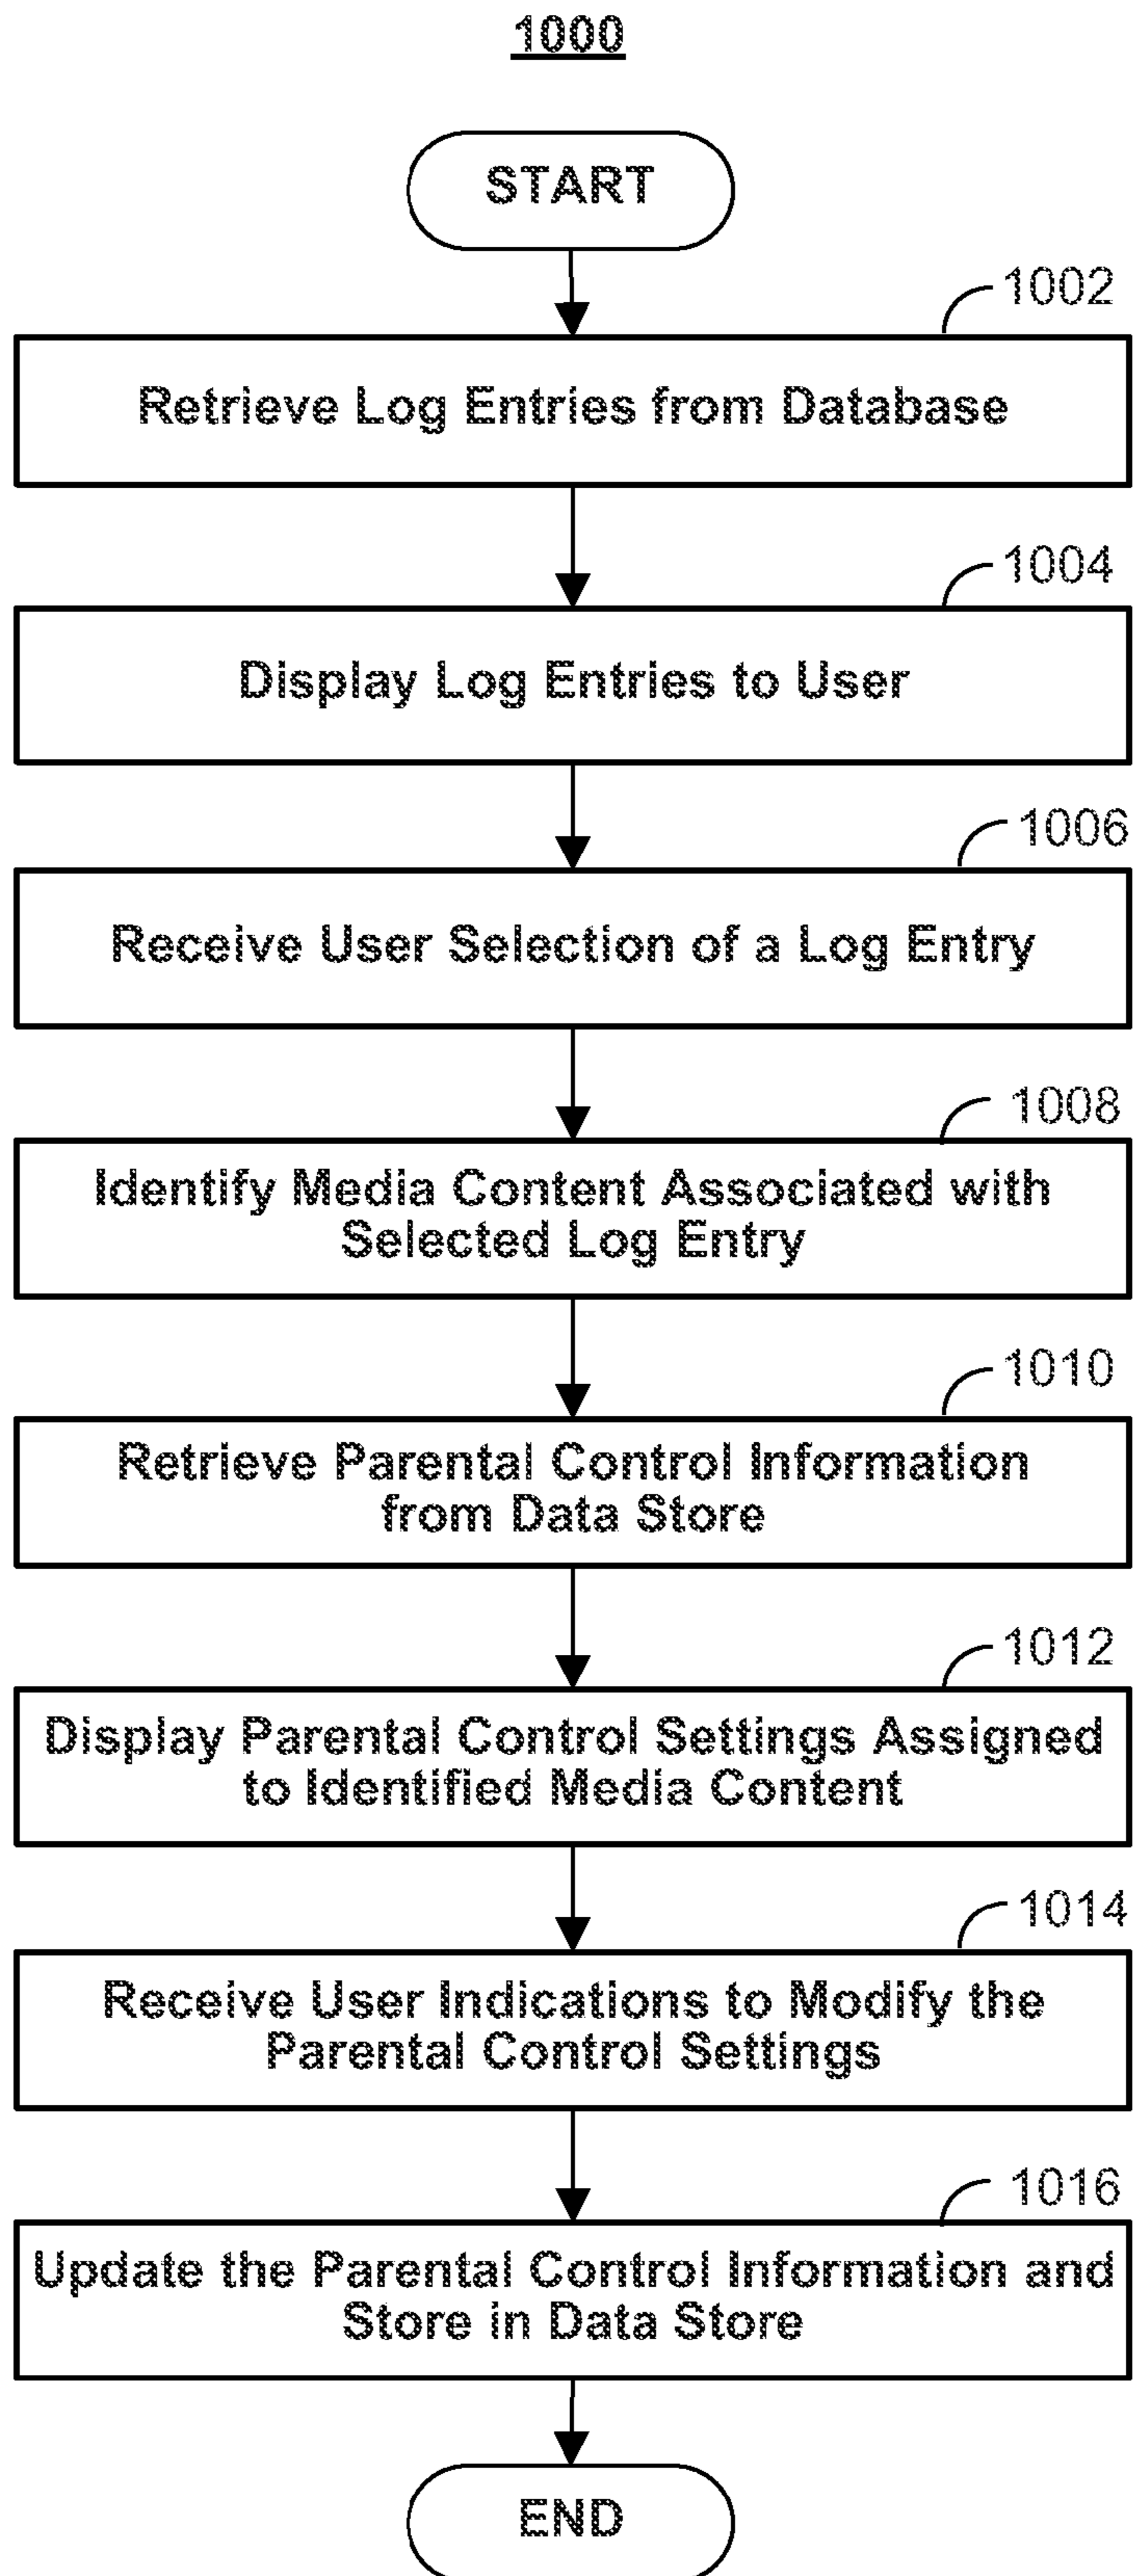 1000
START
1002
Retrieve Log Entries from Database
1004
Display Log Entries to User
1006
Receive User Selection of a Log Entry
1008
Identify Media Content Associated with
Selected Log Entry
1010
Retrieve Parental Control Information
from Data Store
1012
Display Parental Control Settings Assigned
to Identified Media Content
1014
Receive User Indications to Modify the
Parental Control Settings
1016
Update the Parental Control Information and
Store in Data Store
END